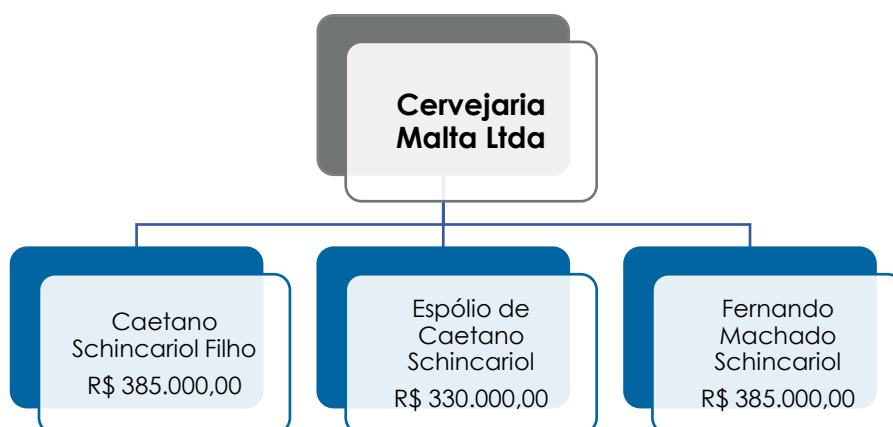 Cervejaria
Malta Ltda
Caetano
Schincariol Filho
R$ 385.000,00
Espólio de
Caetano
Schincariol
R$ 330.000,00
Fernando
Machado
Schincariol
R$ 385.000,00